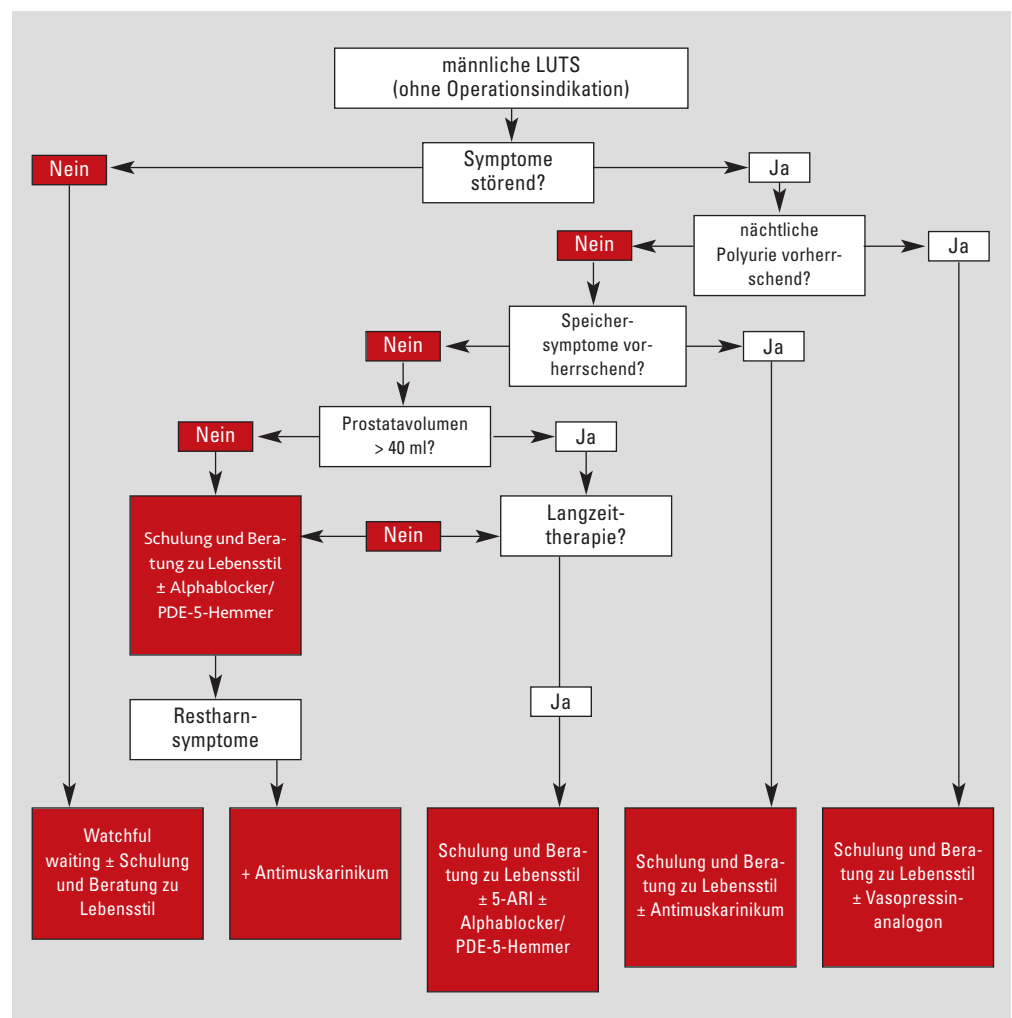 männliche LUTS
(ohne Operationsindikation)
Nein
Symptome
störend?
Ja
Nein
nächtliche
Polyurie vorherr-
schend?
Ja
Nein
Speicher-
symptome vor-
herrschend?
Ja
Nein
Prostatavolumen
> 40 ml?
Ja
Schulung und Bera-
tung zu Lebensstil
± Alphablocker/
PDE-5-Hemmer
Nein
Langzeit-
therapie?
Restharn-
symptome
Ja
Watchful
waiting ± Schulung
und Beratung zu
Lebensstil
+ Antimuskarinikum
Schulung und Bera-
tung zu Lebensstil
± 5-ARI ±
Alphablocker/
PDE-5-Hemmer
Schulung und Bera-
tung zu Lebensstil
± Antimuskarinikum
Schulung und Bera-
tung zu Lebensstil
± Vasopressin-
analogon